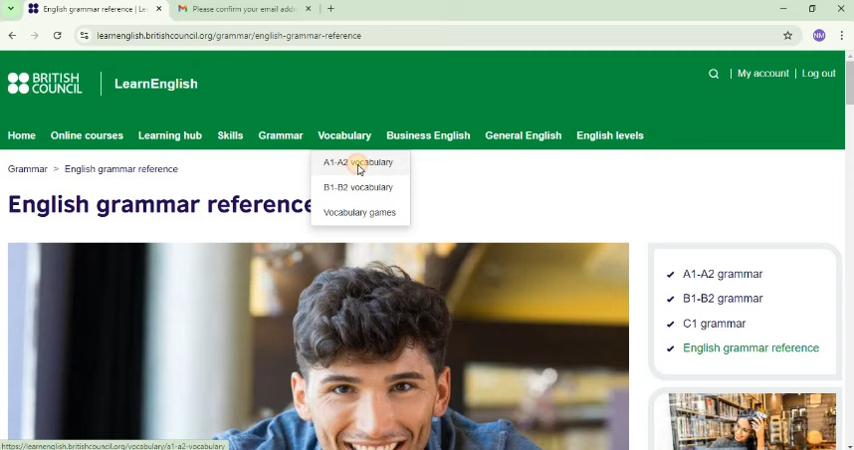 English grammar reference | Le
Please confirm your email addr
learnenglish.britishcouncil.org/grammar/english-grammar-reference
NM
BRITISH
COUNCIL
LearnEnglish
My account | Log out
Home Online courses Learning hub Skills Grammar Vocabulary Business English General English English levels
A1-A2 vocabulary
B1-B2 vocabulary
Vocabulary games
Grammar > English grammar reference
English grammar reference
A1-A2 grammar
B1-B2 grammar
C1 grammar
English grammar reference
https://learnenglish.britishcouncil.org/vocabulary/a1-a2-vocabulary